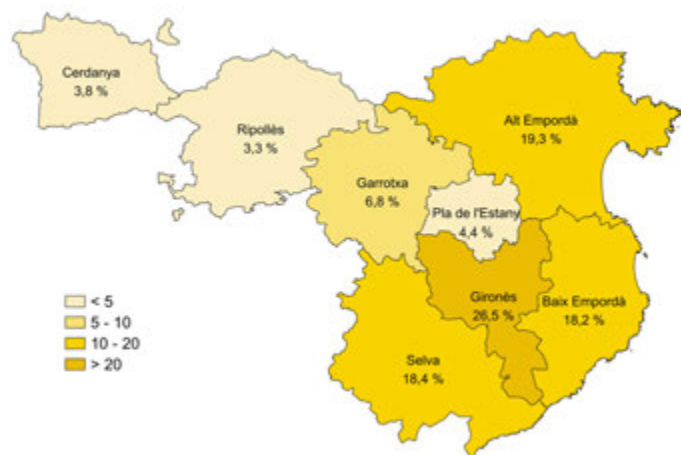 Cerdanya
3,8 %
Ripollès
3,3 %
Alt Empordà
19,3 %
Garrotxa
6,8 %
Pla de l'Estany
4,4 %
Gironès
26,5 %
Baix Empordà
18,2 %
Selva
18,4 %
< 5
5 - 10
10 - 20
> 20